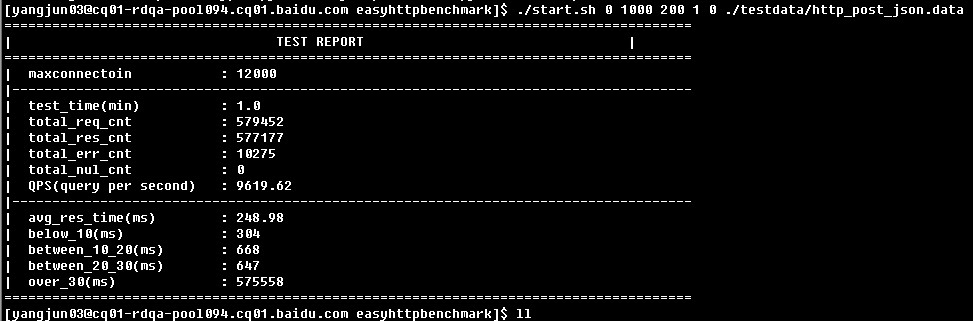 [yangjun03@cq01-rdqa-pool094.cq01.baidu.com easyhttpbenchmark]$ ./start.sh 0 1000 200 1 0 ./testdata/http_post_json.data
=====================================================================================
| TEST REPORT |
=====================================================================================
| maxconnectoin : 12000
|------------------------------------------------------------------------------------
| test_time(min) : 1.0
| total_req_cnt : 579452
| total_res_cnt : 577177
| total_err_cnt : 10275
| total_nul_cnt : 0
| QPS(query per second) : 9619.62
|------------------------------------------------------------------------------------
| avg_res_time(ms) : 248.98
| below_10(ms) : 304
| between_10_20(ms) : 668
| between_20_30(ms) : 647
| over_30(ms) : 575558
=====================================================================================
[yangjun03@cq01-rdqa-pool094.cq01.baidu.com easyhttpbenchmark]$ ll